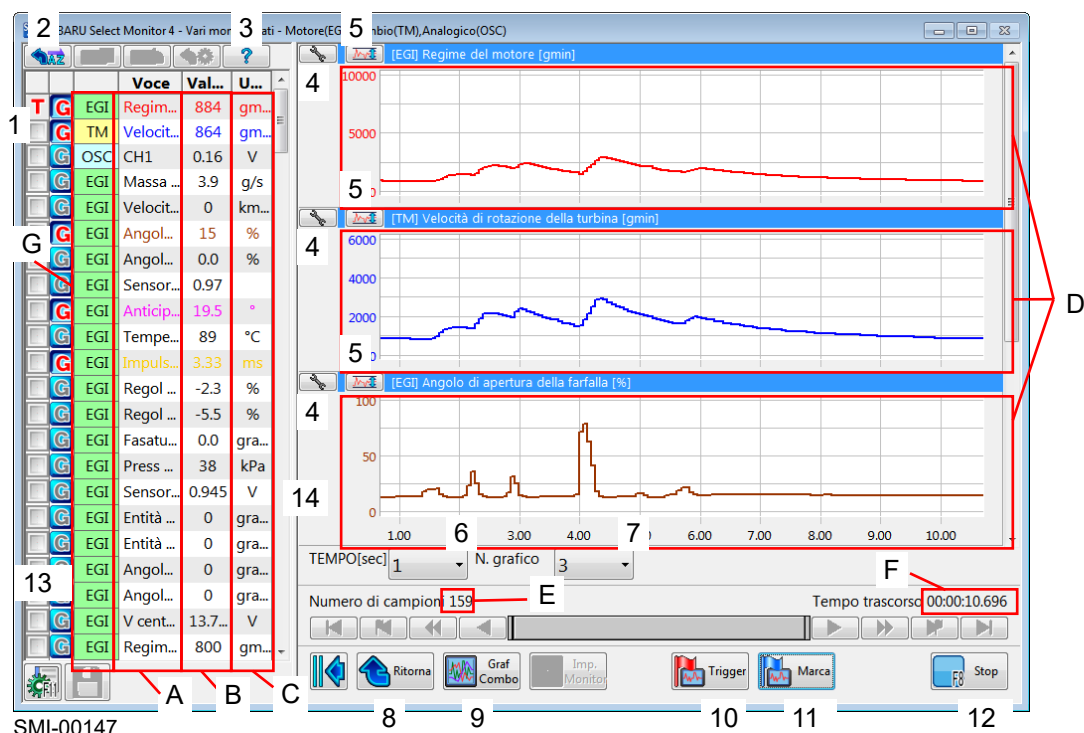 2 BARU Select Monitor 4 - Vari mor 3 ati - Motore(EG 5 mbio(TM),Analogico(OSC)
AZ ?
Voce Val... U...
T G EGI Regim... 884 gm...
1 G TM Velocit... 864 gm...
G OSC CH1 0.16 V
G EGI Massa ... 3.9 g/s
G EGI Velocit... 0 km...
G EGI Angol... 15 %
G G EGI Angol... 0.0 %
G EGI Sensor... 0.97
G EGI Anticip... 19.5 °
G EGI Tempe... 89 °C
G EGI Impuls... 3.33 ms
G EGI Regol ... -2.3 %
G EGI Regol ... -5.5 %
G EGI Fasatu... 0.0 gra...
G EGI Press ... 38 kPa
G EGI Sensor... 0.945 V
G EGI Entità ... 0 gra...
G EGI Entità ... 0 gra...
13 G EGI Angol... 0 gra...
G EGI Angol... 0 gra...
G EGI V cent... 13.7... V
G EGI Regim... 800 gm...
F11
A B C
[EGI] Regime del motore [gmin]
4 10000
5000
5 0
[TM] Velocità di rotazione della turbina [gmin]
4 6000
4000
2000
5 0
D
[EGI] Angolo di apertura della farfalla [%]
4 100
50
14 0
1.00 6 3.00 4.00 7 6.00 7.00 8.00 9.00 10.00
TEMPO[sec] 1 N. grafico 3
Numero di campioni 159 E F Tempo trascorso 00:00:10.696
Ritorna Graf Combo Imp. Monitor Trigger Marca F8 Stop
8 9 10 11 12
SMI-00147